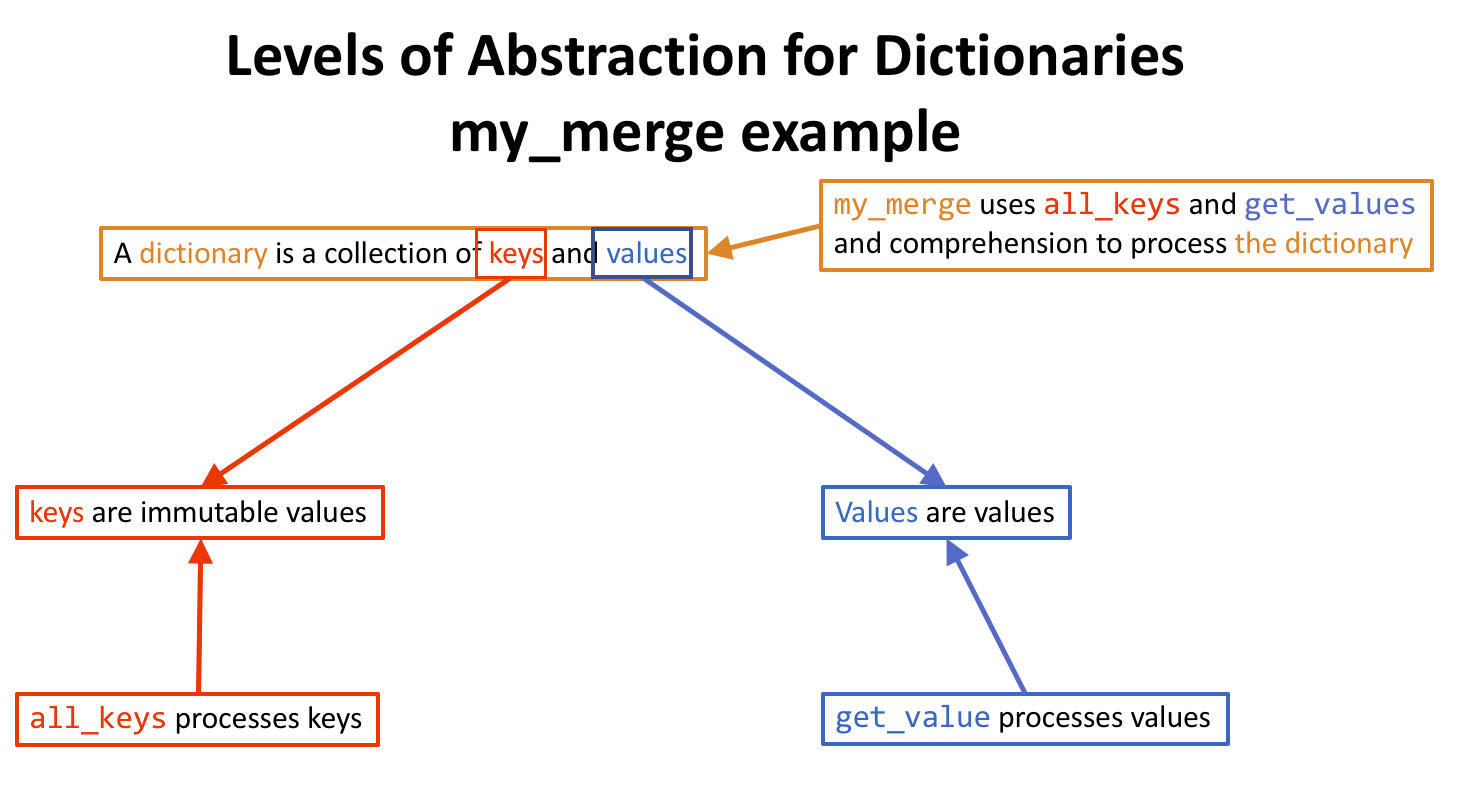 Levels of Abstraction for Dictionaries
my_merge example
my_merge uses all_keys and get_values
and comprehension to process the dictionary
A dictionary is a collection of keys and values
keys are immutable values
Values are values
all_keys processes keys
get_value processes values